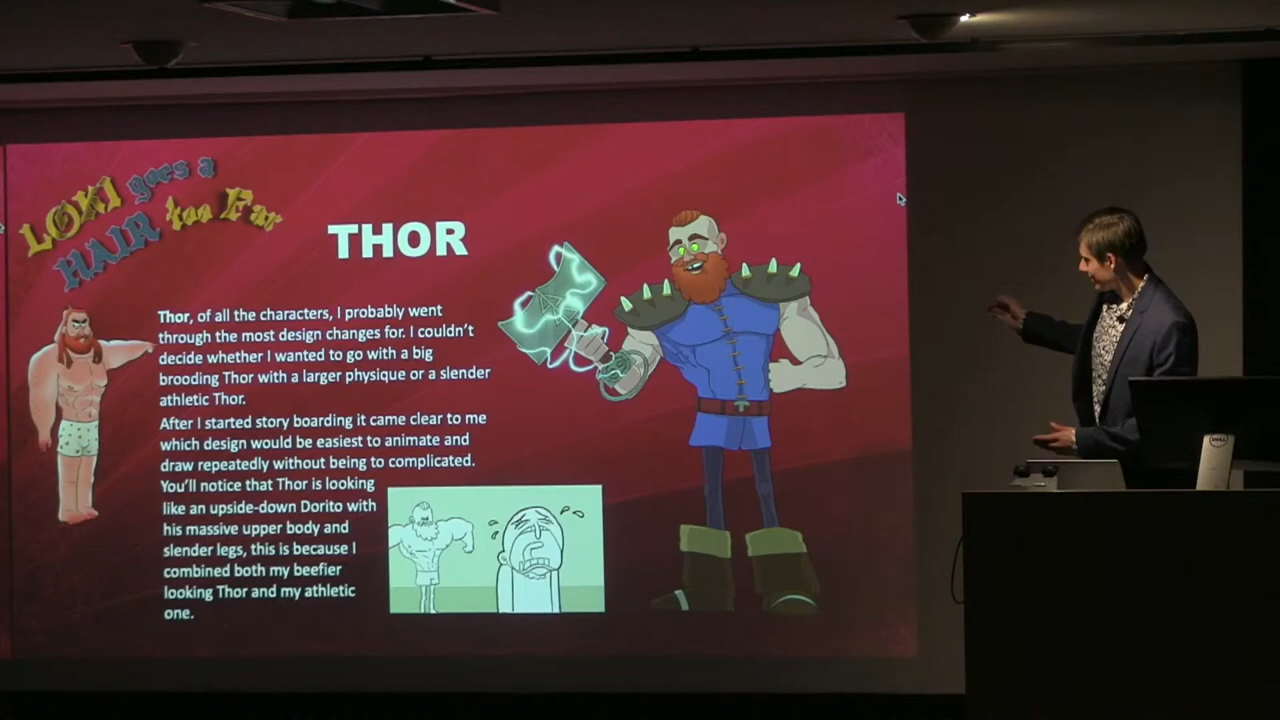 LOKI goes a
HAIR too Far
THOR
Thor, of all the characters, I probably went
through the most design changes for. I couldn't
decide whether I wanted to go with a big
brooding Thor with a larger physique or a slender
athletic Thor.
After I started story boarding it came clear to me
which design would be easiest to animate and
draw repeatedly without being to complicated.
You'll notice that Thor is looking
like an upside-down Dorito with
his massive upper body and
slender legs, this is because I
combined both my beefier
looking Thor and my athletic
one.
DELL